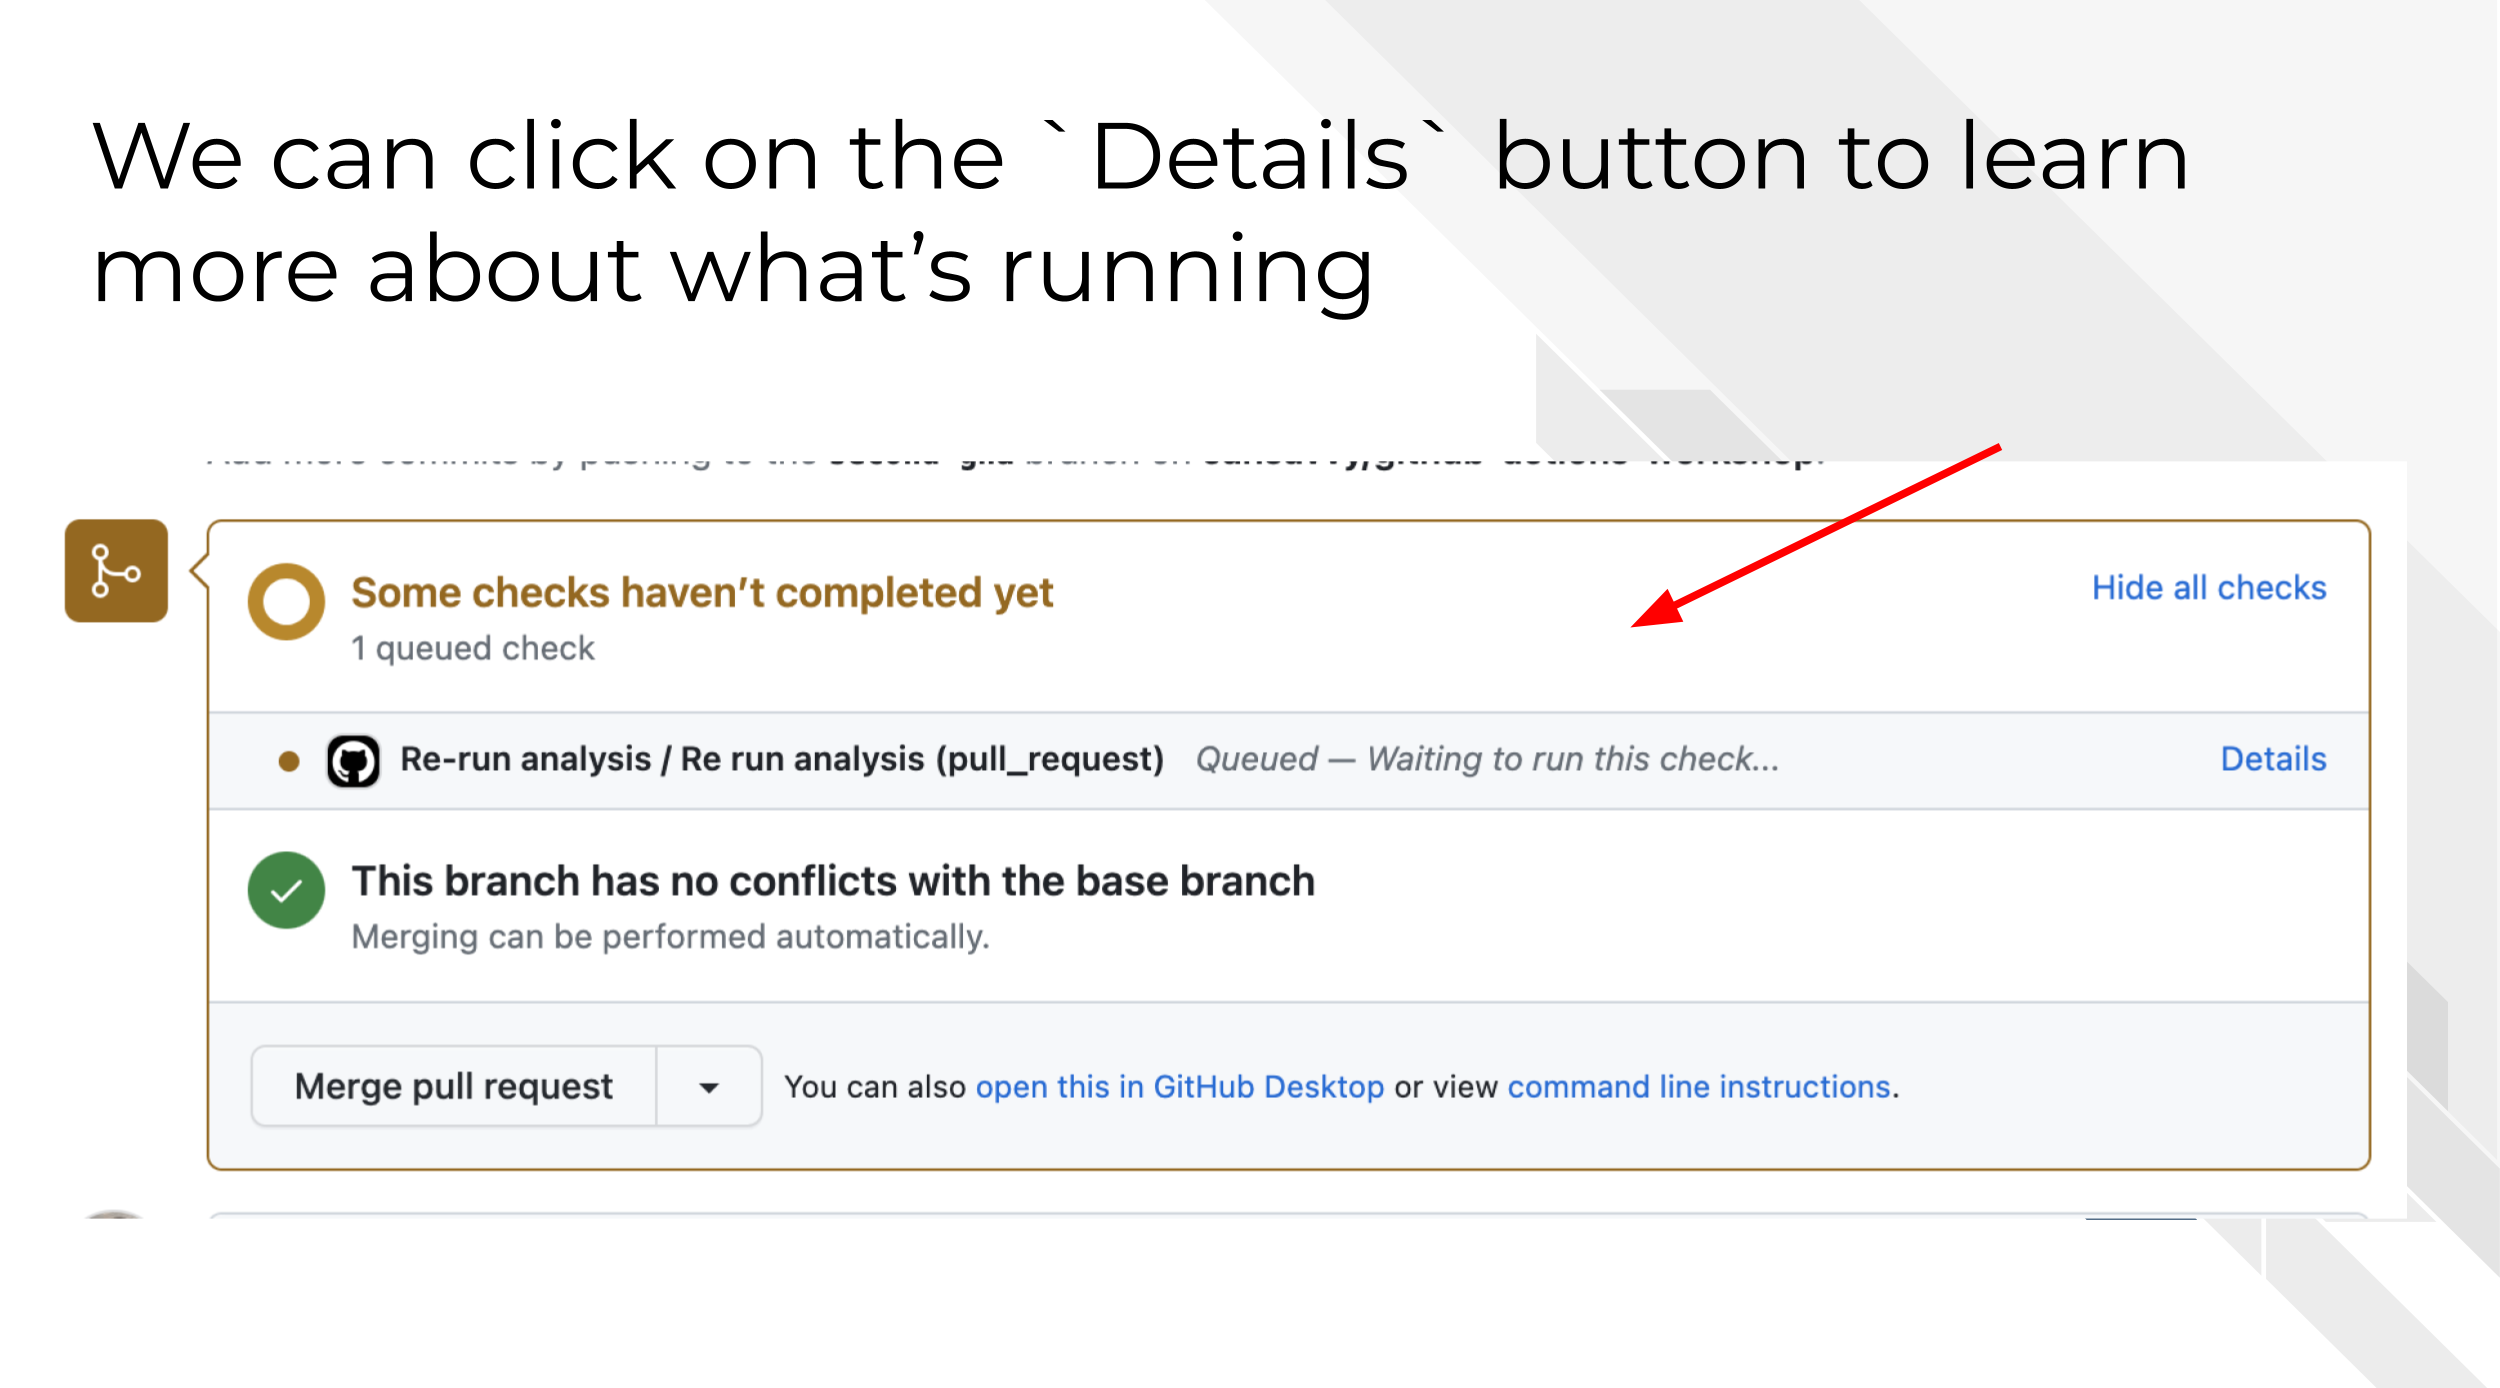 We can click on the `Details` button to learn
more about what's running
Some checks haven't completed yet
Hide all checks
1 queued check
Re-run analysis / Re run analysis (pull_request) Queued — Waiting to run this check...
Details
This branch has no conflicts with the base branch
Merging can be performed automatically.
Merge pull request
You can also open this in GitHub Desktop or view command line instructions.